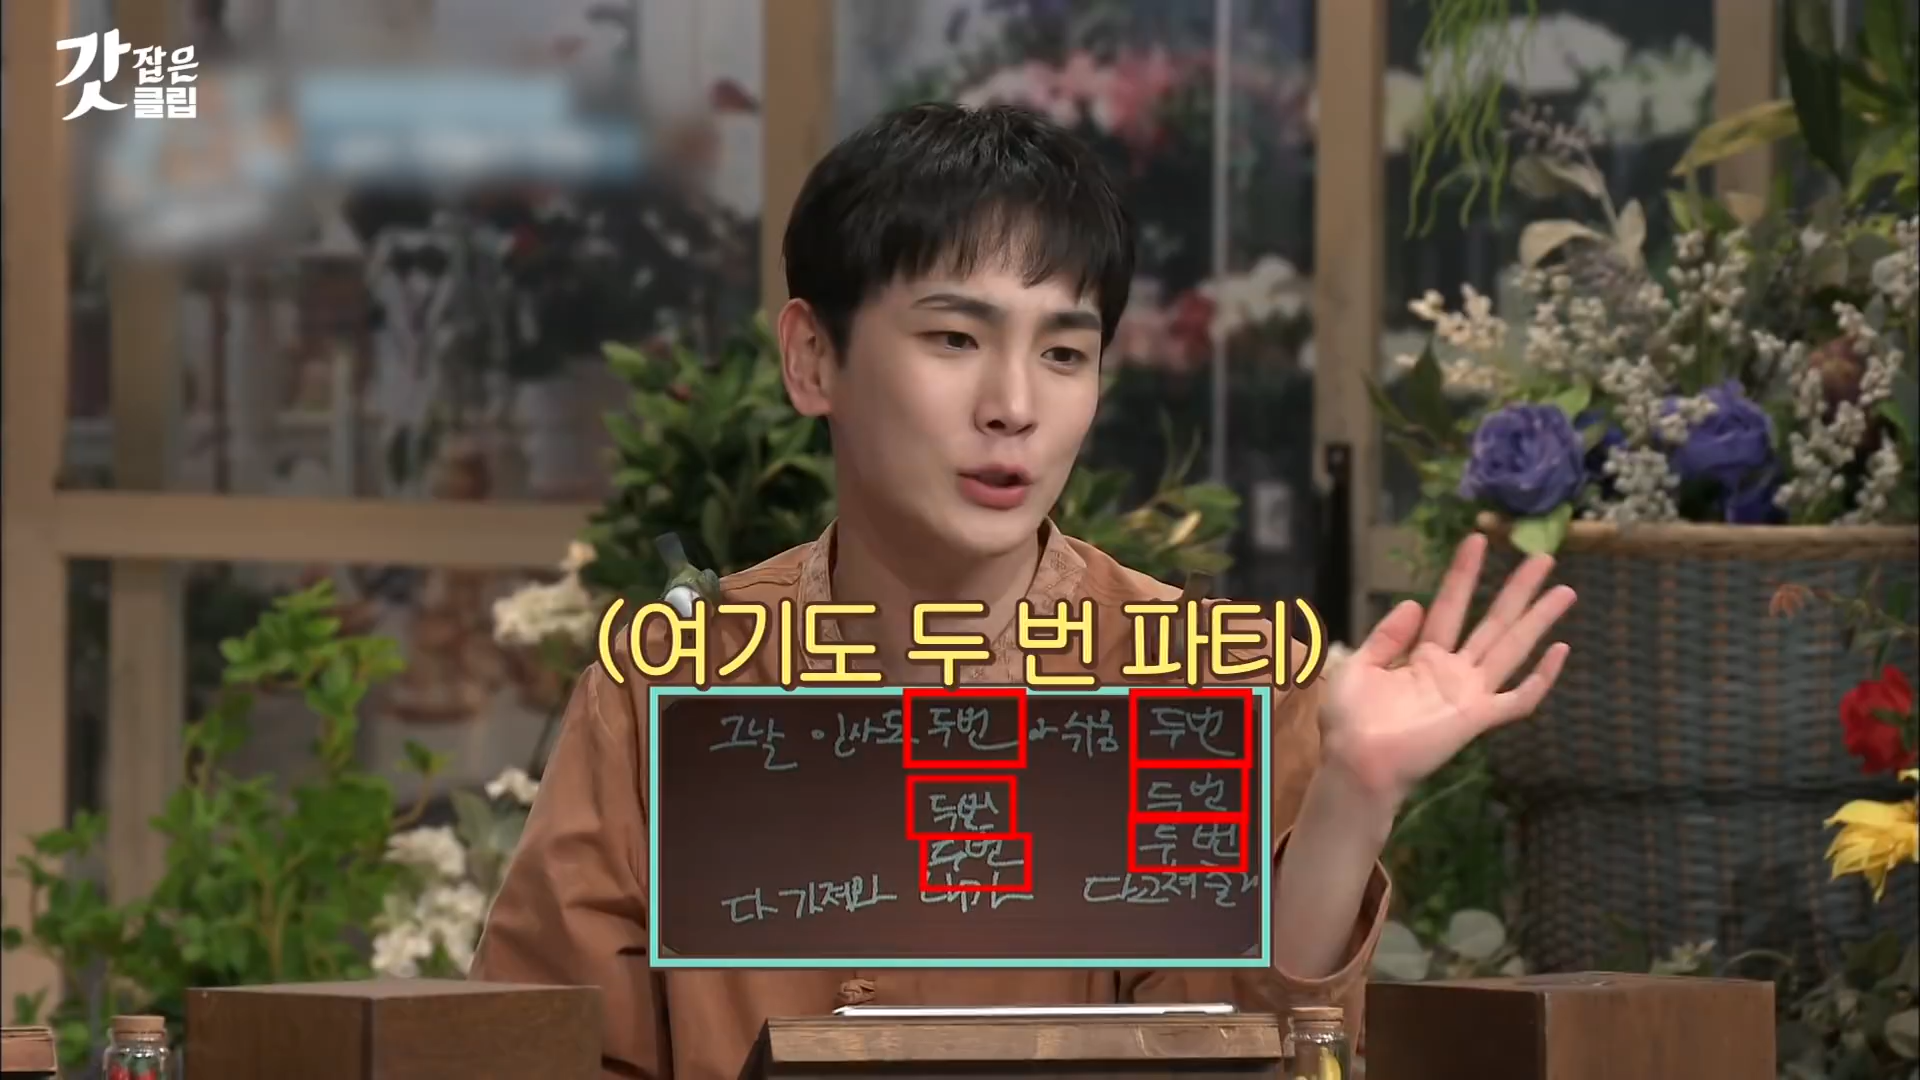 갓 잡은
클립
(여기도 두 번 파티)
그날 인사도 두번 아쉬움 두번
두번 두번
두번 두번
다 가져와 내가 다고쳐줄게